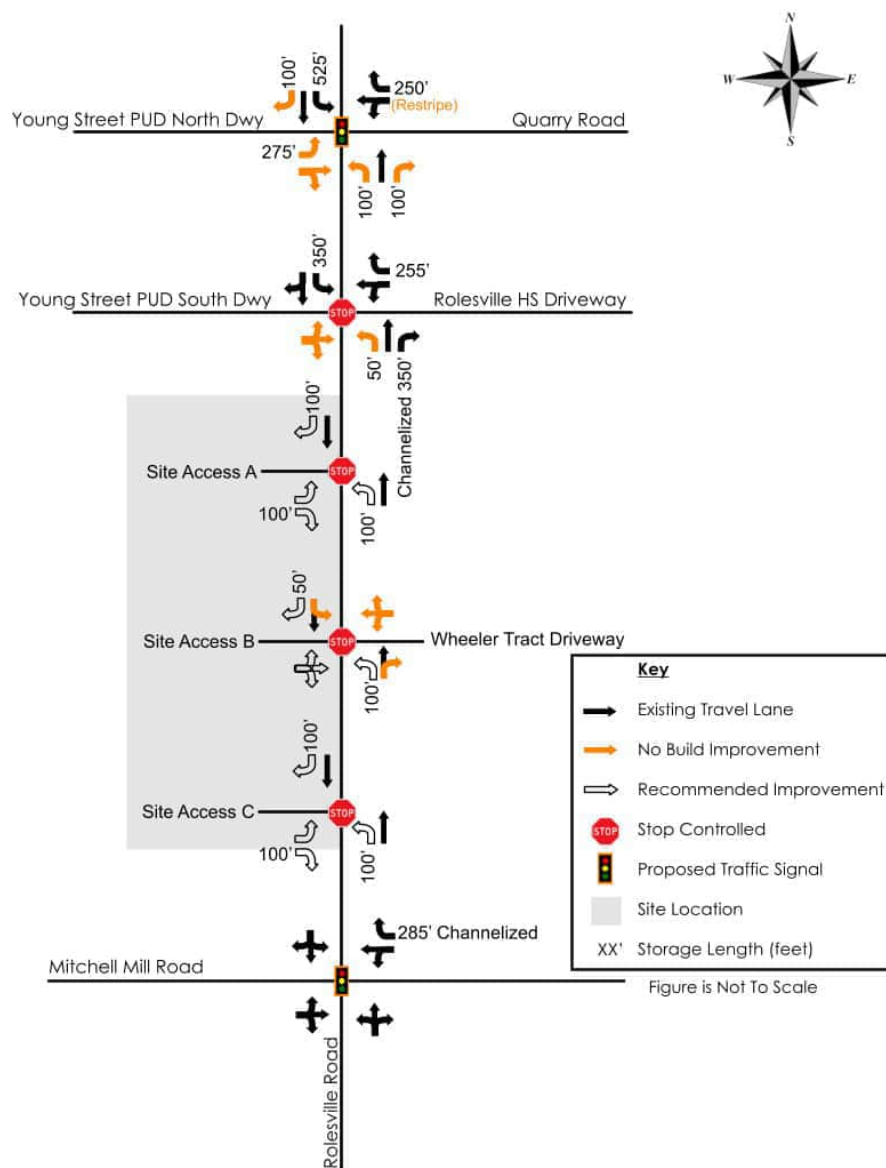 N
W
E
S
100'
525'
250'
(Restripe)
Young Street PUD North Dwy
Quarry Road
275'
100'
100'
350'
255'
Young Street PUD South Dwy
Rolesville HS Driveway
STOP
50'
350'
Channelized
100'
Site Access A
STOP
100'
100'
50'
Site Access B
STOP
Wheeler Tract Driveway
100'
100'
Site Access C
STOP
100'
100'
Key
Existing Travel Lane
No Build Improvement
Recommended Improvement
STOP
Stop Controlled
Proposed Traffic Signal
Site Location
XX' Storage Length (feet)
285' Channelized
Mitchell Mill Road
Figure is Not To Scale
Rolesville Road